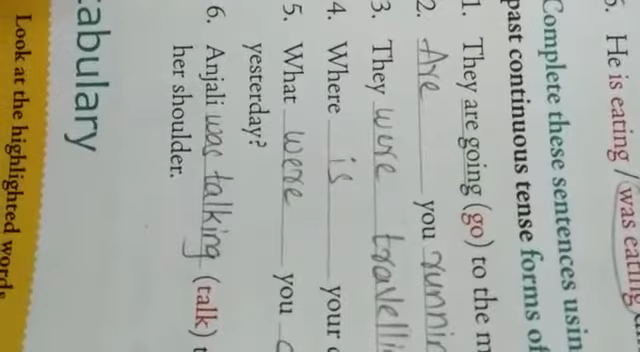 5. He is eating / was eating
Complete these sentences usin
past continuous tense forms of
1. They are going (go) to the m
2. Are you runnin
3. They were travelli
4. Where is your
5. What were you
yesterday?
6. Anjali was talking (talk) t
her shoulder.
abulary
Look at the highlighted words